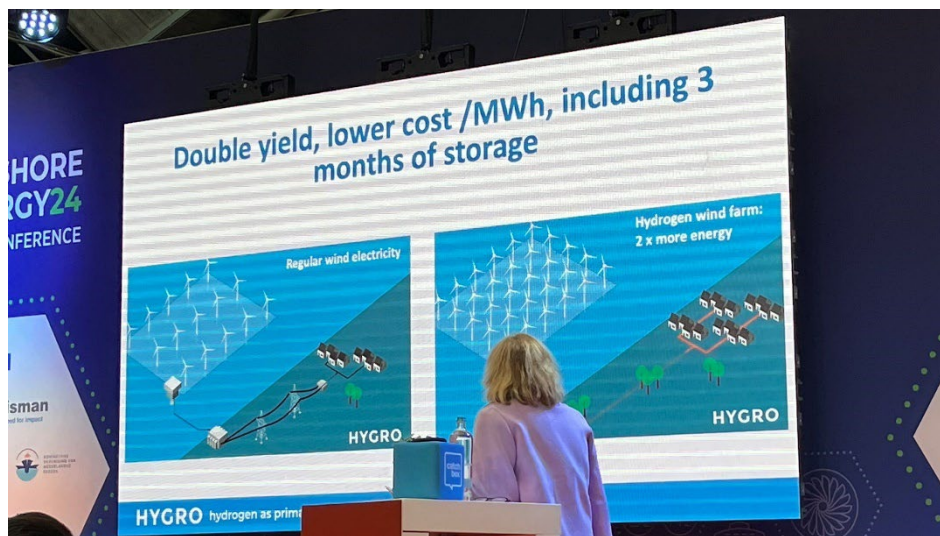 SHORE
RGY24
NFERENCE
Double yield, lower cost /MWh, including 3
months of storage
Regular wind electricity
HYGRO
Hydrogen wind farm:
2 x more energy
HYGRO
HYGRO hydrogen as prima
isman